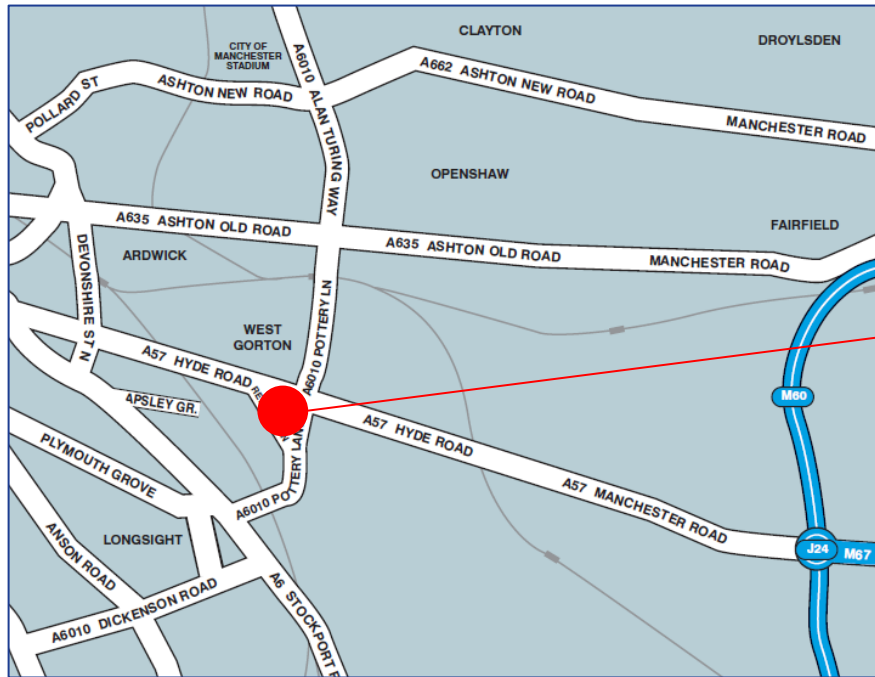 CLAYTON
DROYLSDEN
CITY OF
MANCHESTER
STADIUM
A6010 ALAN TURING WAY
POLLARD ST
ASHTON NEW ROAD
A662 ASHTON NEW ROAD
MANCHESTER ROAD
OPENSHAW
A635 ASHTON OLD ROAD
A635 ASHTON OLD ROAD
FAIRFIELD
MANCHESTER ROAD
ARDWICK
DEVONSHIRE ST N
A6010 POTTERY LN
WEST
GORTON
A57 HYDE ROAD
APSLEY GR.
M60
A57 HYDE ROAD
PLYMOUTH GROVE
A6010 POTTERY LAN
A57 MANCHESTER ROAD
LONGSIGHT
ANSON ROAD
J24
M67
A6010 DICKENSON ROAD
A6 STOCKPORT